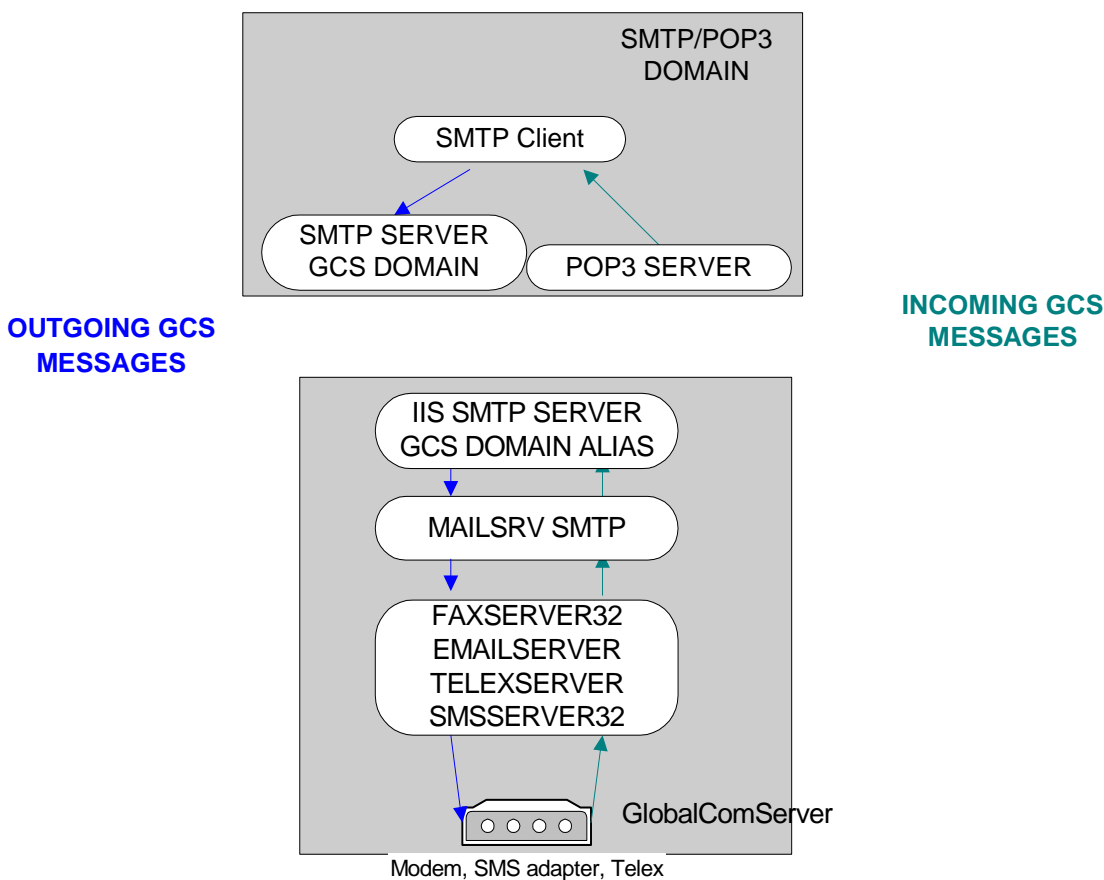 SMTP/POP3
DOMAIN
SMTP Client
SMTP SERVER
GCS DOMAIN
POP3 SERVER
OUTGOING GCS
MESSAGES
INCOMING GCS
MESSAGES
IIS SMTP SERVER
GCS DOMAIN ALIAS
MAILSRV SMTP
FAXSERVER32
EMAILSERVER
TELEXSERVER
SMSSERVER32
GlobalComServer
Modem, SMS adapter, Telex